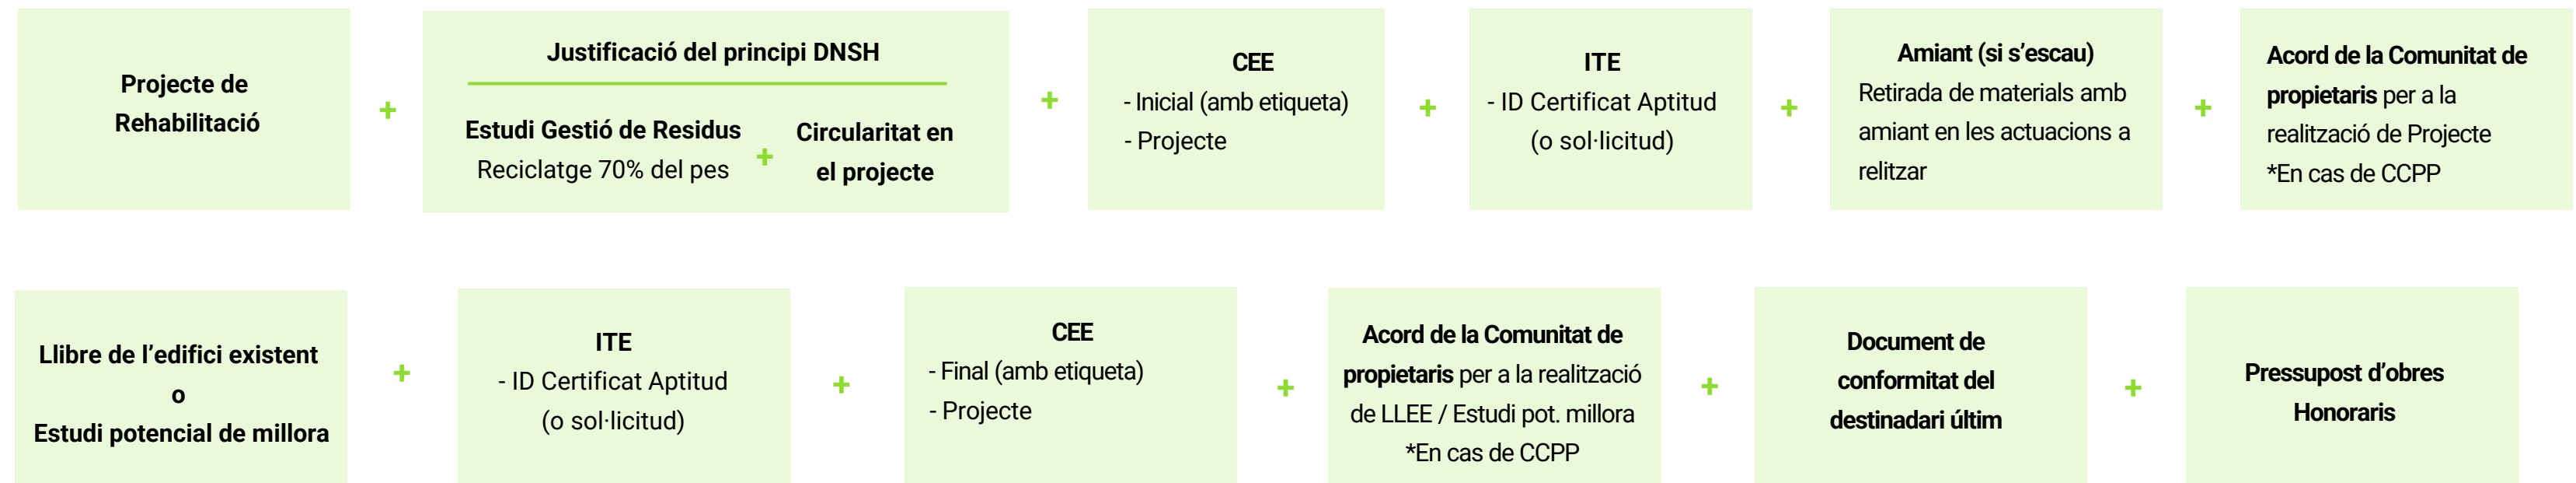 Projecte de
Rehabilitació
+
Justificació del principi DNSH
Estudi Gestió de Residus
Reciclatge 70% del pes
+
Circularitat en
el projecte
+
CEE
- Inicial (amb etiqueta)
- Projecte
+
ITE
- ID Certificat Aptitud
(o sol·licitud)
+
Amiant (si s’escau)
Retirada de materials amb
amiant en les actuacions a
relitzar
+
Acord de la Comunitat de
propietaris per a la
realització de Projecte
*En cas de CCPP
Llibre de l’edifici existent
o
Estudi potencial de millora
+
ITE
- ID Certificat Aptitud
(o sol·licitud)
+
CEE
- Final (amb etiqueta)
- Projecte
+
Acord de la Comunitat de
propietaris per a la realització
de LLEE / Estudi pot. millora
*En cas de CCPP
+
Document de
conformitat del
destinadari últim
+
Pressupost d’obres
Honoraris